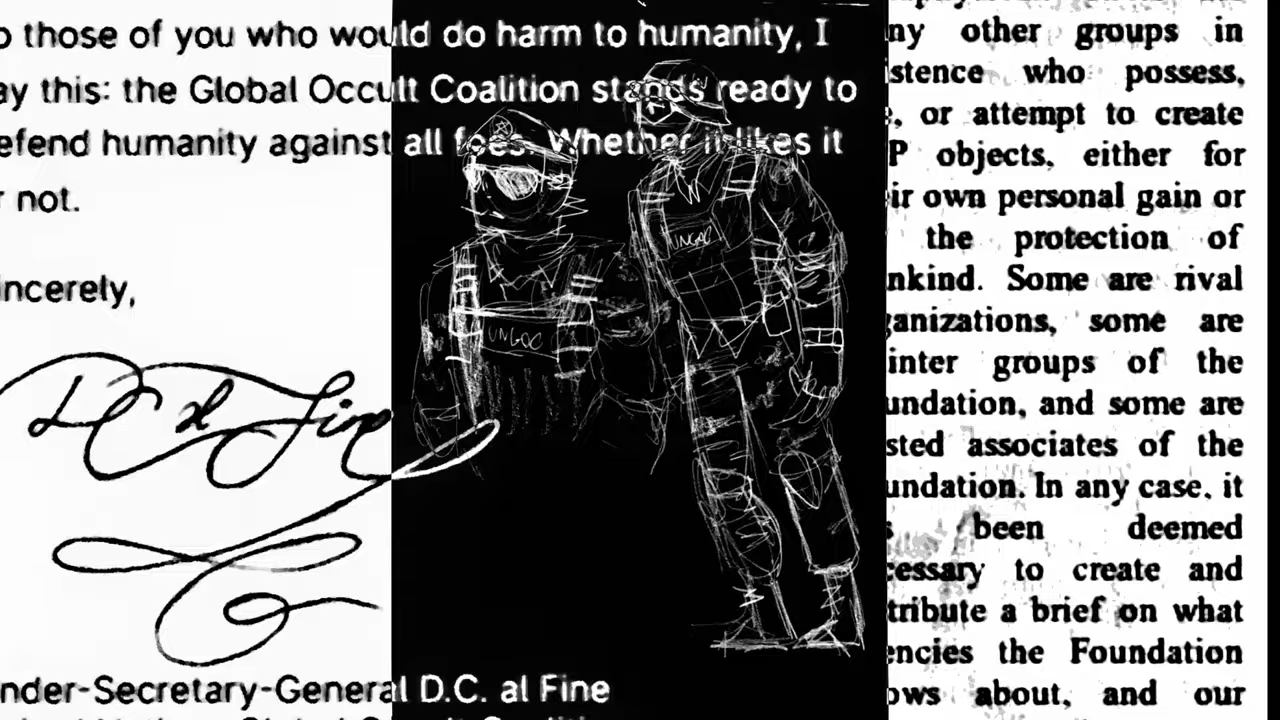 o those of you who would do harm to humanity, I
ay this: the Global Occult Coalition stands ready to
efend humanity against all foes. Whether it likes it
r not.
incerely,
D.C. al Fine
nder-Secretary-General D.C. al Fine
UNGOC
UNGOC
ny other groups in
istence who possess,
e, or attempt to create
P objects, either for
eir own personal gain or
the protection of
nkind. Some are rival
ganizations, some are
inter groups of the
undation, and some are
sted associates of the
undation. In any case, it
s been deemed
cessary to create and
tribute a brief on what
encies the Foundation
ows about, and our